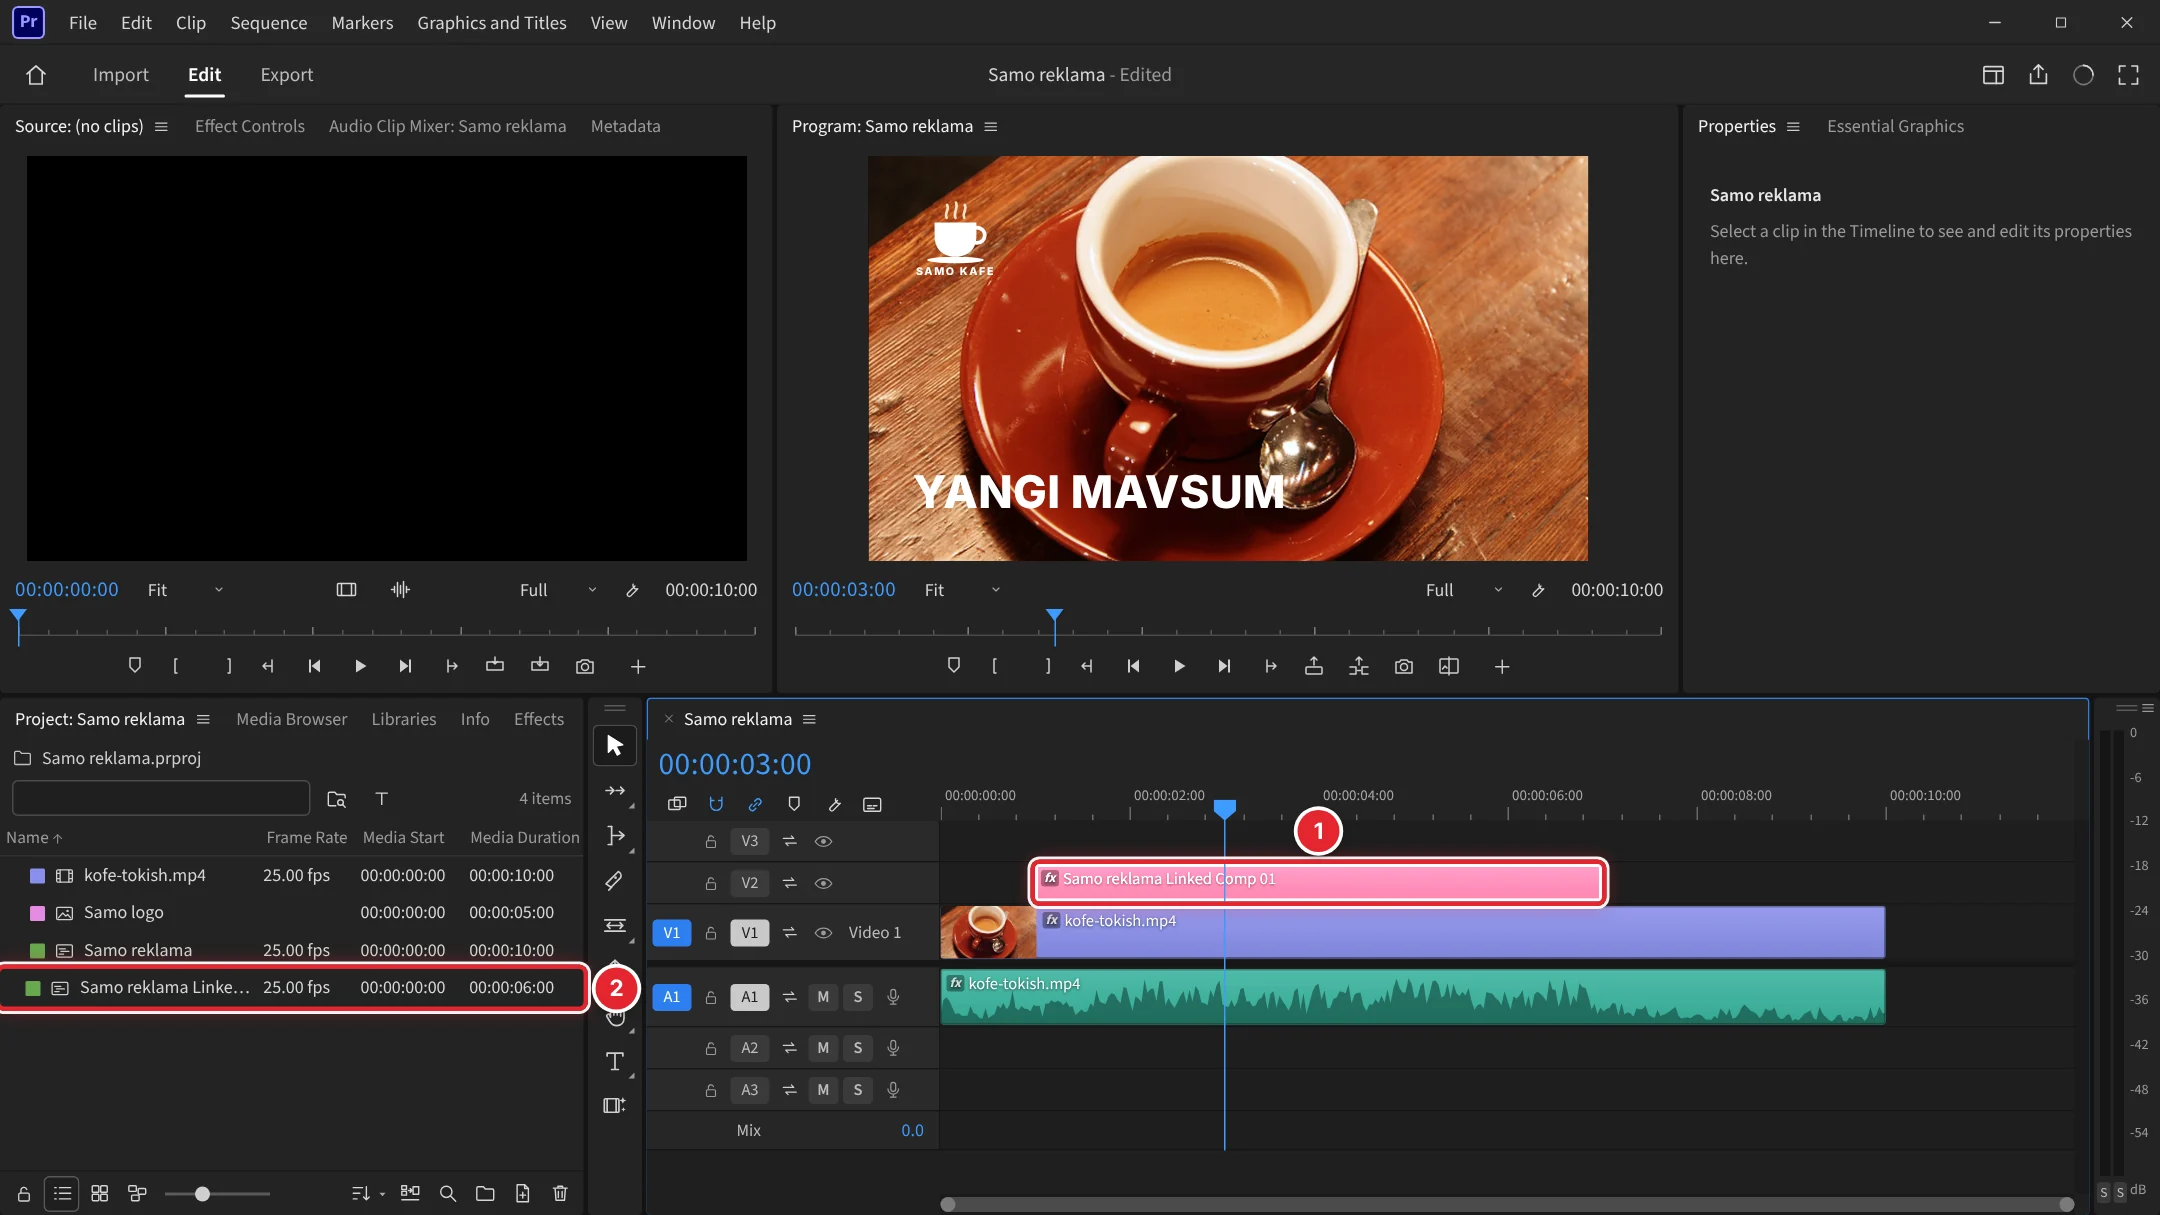 Pr File Edit Clip Sequence Markers Graphics and Titles View Window Help
Import Edit Export
Samo reklama - Edited
Source: (no clips) Effect Controls Audio Clip Mixer: Samo reklama Metadata
Program: Samo reklama
Properties Essential Graphics
Samo reklama
Select a clip in the Timeline to see and edit its properties
here.
SAMO KAFE
YANGI MAVSUM
00:00:00:00 Fit Full 00:00:10:00
00:00:03:00 Fit Full 00:00:10:00
Project: Samo reklama Media Browser Libraries Info Effects
Samo reklama.prproj
4 items
Name Frame Rate Media Start Media Duration
kofe-tokish.mp4 25.00 fps 00:00:00:00 00:00:10:00
Samo logo 00:00:00:00 00:00:05:00
Samo reklama 25.00 fps 00:00:00:00 00:00:10:00
Samo reklama Linke... 25.00 fps 00:00:00:00 00:00:06:00
2
Samo reklama
00:00:03:00
00:00:00:00 00:00:02:00 00:00:04:00 00:00:06:00 00:00:08:00 00:00:10:00
1
V3
V2
fx Samo reklama Linked Comp 01
V1 V1 Video 1
fx kofe-tokish.mp4
A1 A1 M S
fx kofe-tokish.mp4
A2 M S
A3 M S
Mix 0.0
0
-6
-12
-18
-24
-30
-36
-42
-48
-54
S S dB